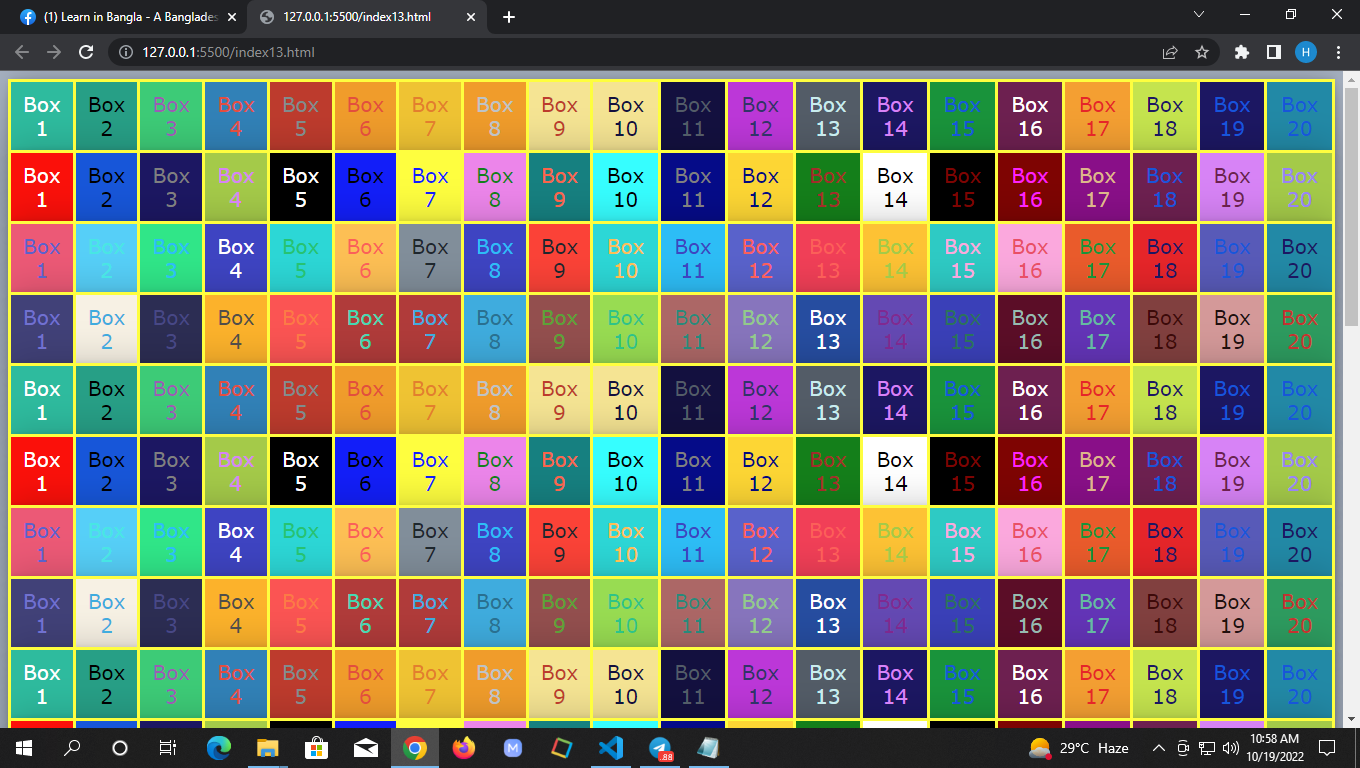 (1) Learn in Bangla - A Banglades
127.0.0.1:5500/index13.html
127.0.0.1:5500/index13.html
H
Box 1 Box 2 Box 3 Box 4 Box 5 Box 6 Box 7 Box 8 Box 9 Box 10 Box 11 Box 12 Box 13 Box 14 Box 15 Box 16 Box 17 Box 18 Box 19 Box 20
Box 1 Box 2 Box 3 Box 4 Box 5 Box 6 Box 7 Box 8 Box 9 Box 10 Box 11 Box 12 Box 13 Box 14 Box 15 Box 16 Box 17 Box 18 Box 19 Box 20
Box 1 Box 2 Box 3 Box 4 Box 5 Box 6 Box 7 Box 8 Box 9 Box 10 Box 11 Box 12 Box 13 Box 14 Box 15 Box 16 Box 17 Box 18 Box 19 Box 20
Box 1 Box 2 Box 3 Box 4 Box 5 Box 6 Box 7 Box 8 Box 9 Box 10 Box 11 Box 12 Box 13 Box 14 Box 15 Box 16 Box 17 Box 18 Box 19 Box 20
Box 1 Box 2 Box 3 Box 4 Box 5 Box 6 Box 7 Box 8 Box 9 Box 10 Box 11 Box 12 Box 13 Box 14 Box 15 Box 16 Box 17 Box 18 Box 19 Box 20
Box 1 Box 2 Box 3 Box 4 Box 5 Box 6 Box 7 Box 8 Box 9 Box 10 Box 11 Box 12 Box 13 Box 14 Box 15 Box 16 Box 17 Box 18 Box 19 Box 20
Box 1 Box 2 Box 3 Box 4 Box 5 Box 6 Box 7 Box 8 Box 9 Box 10 Box 11 Box 12 Box 13 Box 14 Box 15 Box 16 Box 17 Box 18 Box 19 Box 20
Box 1 Box 2 Box 3 Box 4 Box 5 Box 6 Box 7 Box 8 Box 9 Box 10 Box 11 Box 12 Box 13 Box 14 Box 15 Box 16 Box 17 Box 18 Box 19 Box 20
Box 1 Box 2 Box 3 Box 4 Box 5 Box 6 Box 7 Box 8 Box 9 Box 10 Box 11 Box 12 Box 13 Box 14 Box 15 Box 16 Box 17 Box 18 Box 19 Box 20
29°C Haze
10:58 AM
10/19/2022